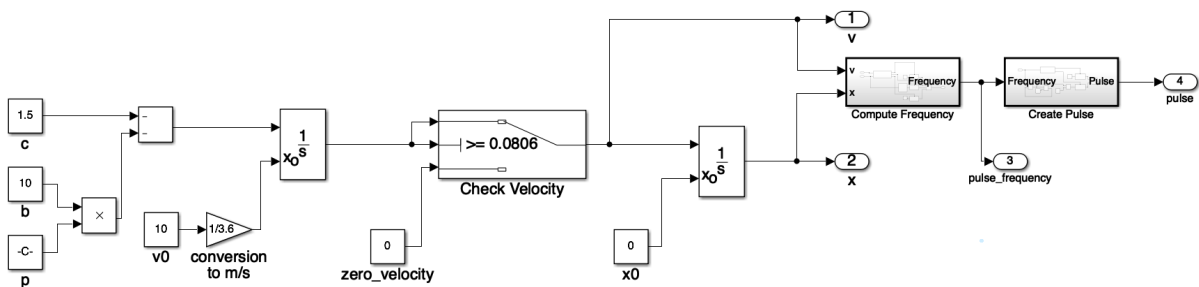 1
v
v
x
Frequency
Compute Frequency
Frequency
Pulse
Create Pulse
4
pulse
1.5
c
−
−
1
s
xo
>= 0.0806
Check Velocity
1
s
xo
2
x
3
pulse_frequency
10
b
×
-C-
p
10
v0
1/3.6
conversion
to m/s
0
zero_velocity
0
x0